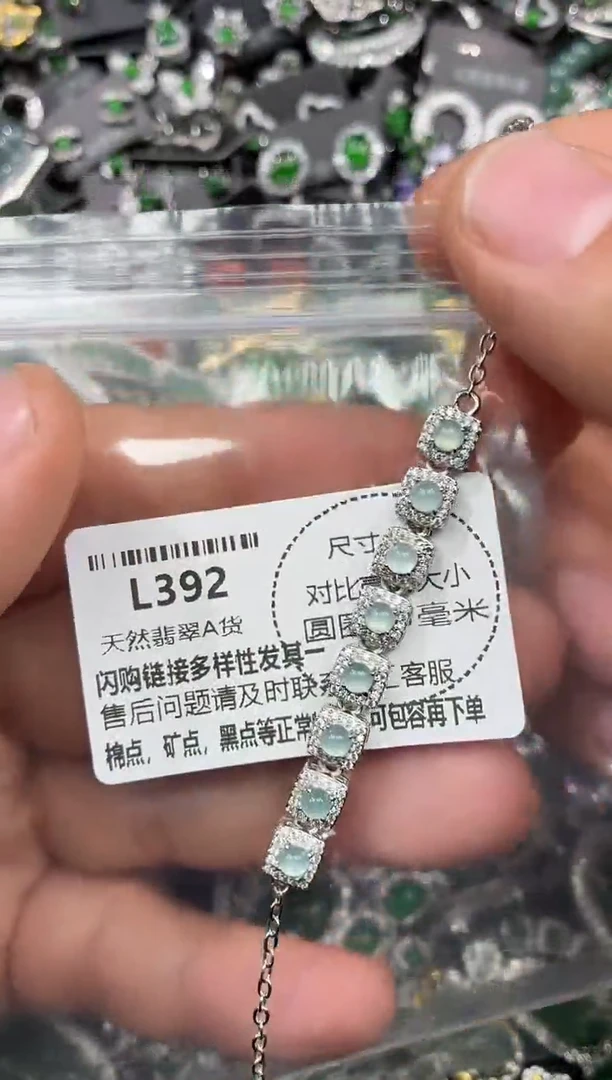 L392
尺寸
对比 大小
天然翡翠A货
圆 毫米
闪购链接多样性发其一
售后问题请及时联 客服
棉点，矿点，黑点等正常 可包容再下单